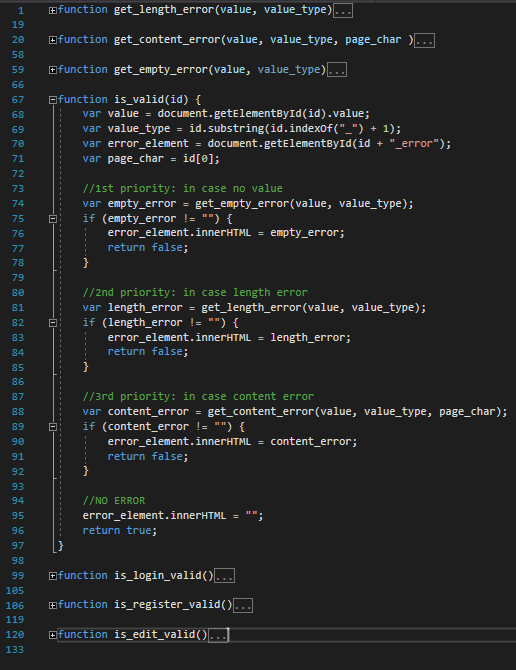 1 function get_length_error(value, value_type)...
19
20 function get_content_error(value, value_type, page_char )...
58
59 function get_empty_error(value, value_type)...
66
67 function is_valid(id) {
68 var value = document.getElementById(id).value;
69 var value_type = id.substring(id.indexOf("_") + 1);
70 var error_element = document.getElementById(id + "_error");
71 var page_char = id[0];
72
73 //1st priority: in case no value
74 var empty_error = get_empty_error(value, value_type);
75 if (empty_error != "") {
76 error_element.innerHTML = empty_error;
77 return false;
78 }
79
80 //2nd priority: in case length error
81 var length_error = get_length_error(value, value_type);
82 if (length_error != "") {
83 error_element.innerHTML = length_error;
84 return false;
85 }
86
87 //3rd priority: in case content error
88 var content_error = get_content_error(value, value_type, page_char);
89 if (content_error != "") {
90 error_element.innerHTML = content_error;
91 return false;
92 }
93
94 //NO ERROR
95 error_element.innerHTML = "";
96 return true;
97 }
98
99 function is_login_valid()...
105
106 function is_register_valid()...
119
120 function is_edit_valid()...
133